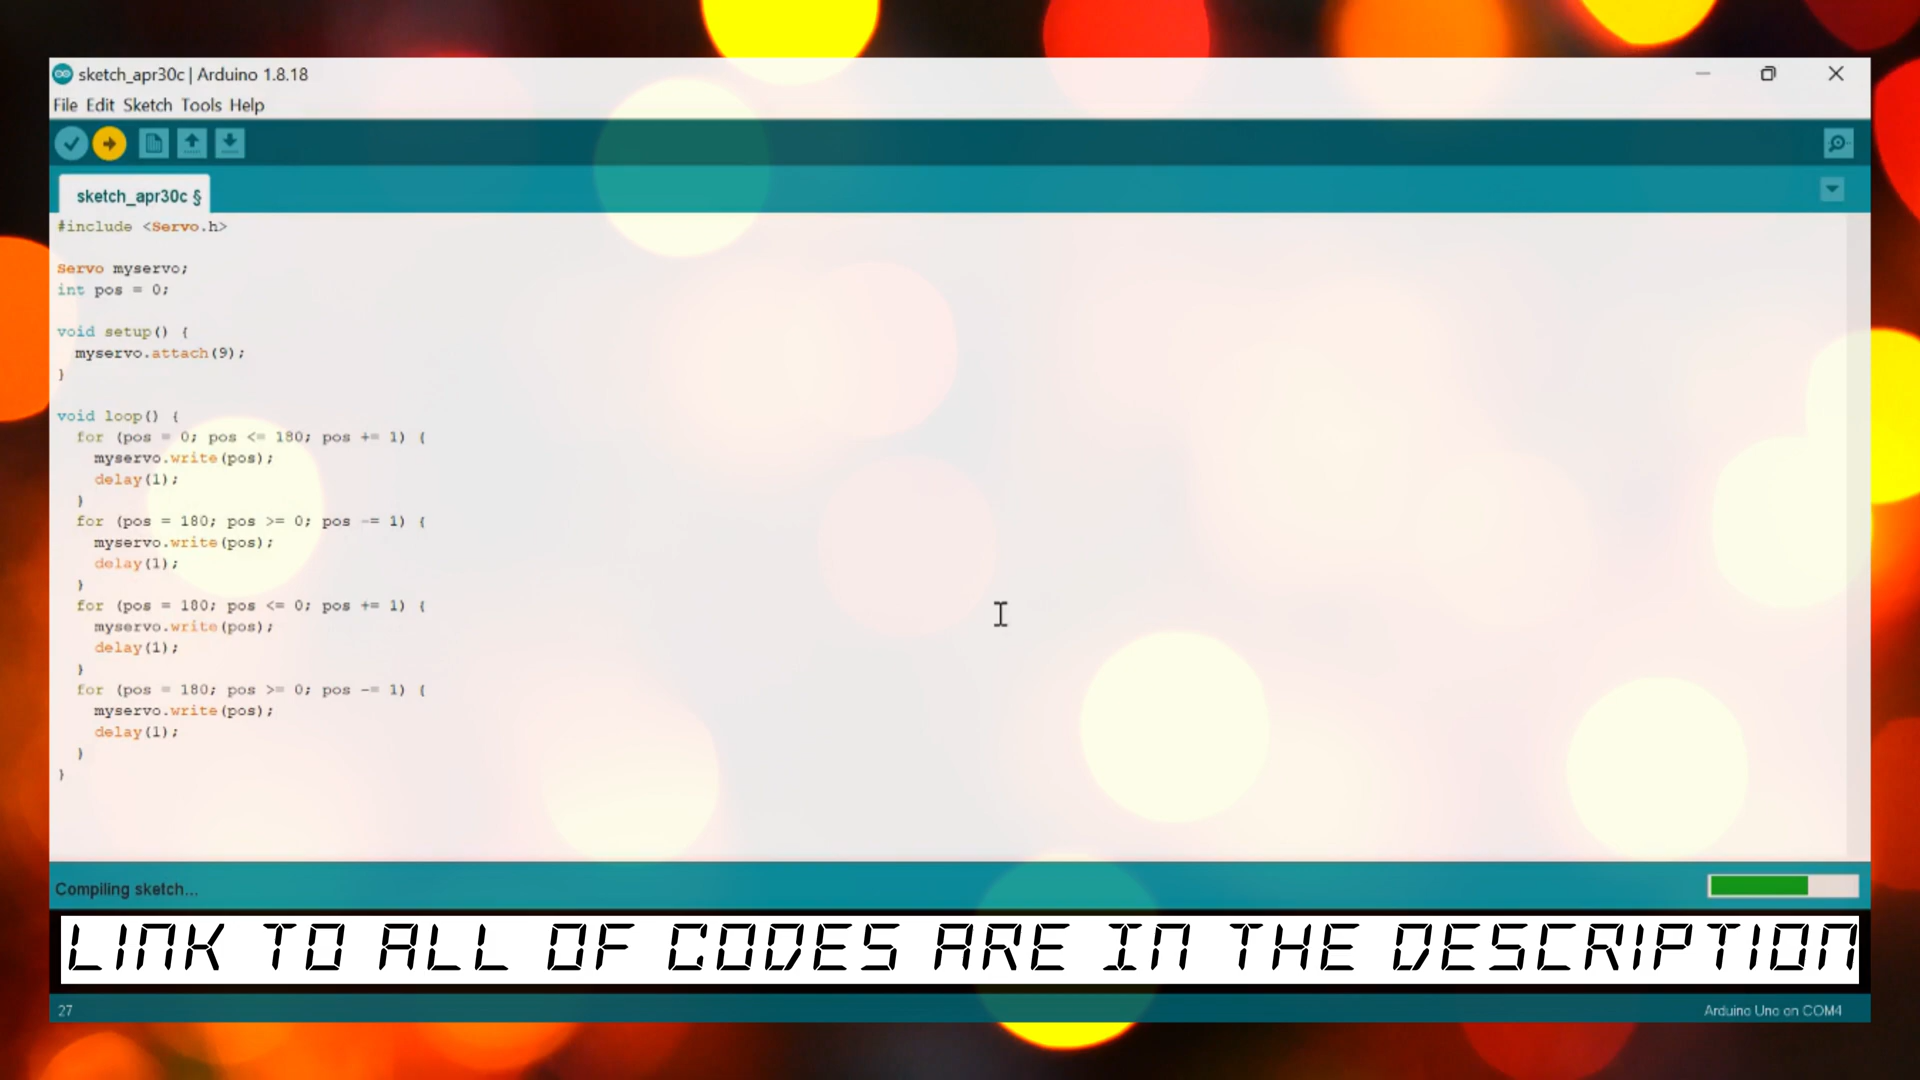 sketch_apr30c | Arduino 1.8.18
File Edit Sketch Tools Help
sketch_apr30c §
#include <Servo.h>
Servo myservo;
int pos = 0;
void setup() {
myservo.attach(9);
}
void loop() {
for (pos = 0; pos <= 180; pos += 1) {
myservo.write(pos);
delay(1);
}
for (pos = 180; pos >= 0; pos -= 1) {
myservo.write(pos);
delay(1);
}
for (pos = 180; pos <= 0; pos += 1) {
myservo.write(pos);
delay(1);
}
for (pos = 180; pos >= 0; pos -= 1) {
myservo.write(pos);
delay(1);
}
}
Compiling sketch...
LINK TO ALL OF CODES ARE IN THE DESCRIPTION
27
Arduino Uno on COM4